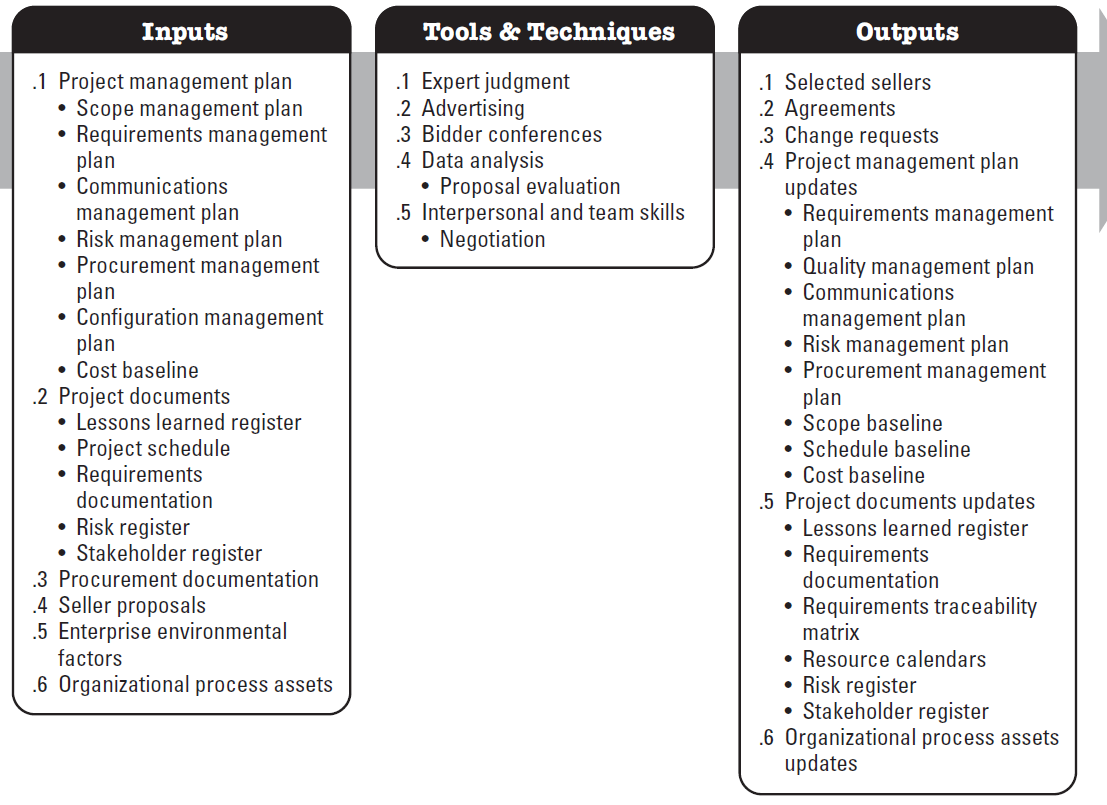 Inputs
.1 Project management plan
• Scope management plan
• Requirements management
plan
• Communications
management plan
• Risk management plan
• Procurement management
plan
• Configuration management
plan
• Cost baseline
.2 Project documents
• Lessons learned register
• Project schedule
• Requirements
documentation
• Risk register
• Stakeholder register
.3 Procurement documentation
.4 Seller proposals
.5 Enterprise environmental
factors
.6 Organizational process assets
Tools & Techniques
.1 Expert judgment
.2 Advertising
.3 Bidder conferences
.4 Data analysis
• Proposal evaluation
.5 Interpersonal and team skills
• Negotiation
Outputs
.1 Selected sellers
.2 Agreements
.3 Change requests
.4 Project management plan
updates
• Requirements management
plan
• Quality management plan
• Communications
management plan
• Risk management plan
• Procurement management
plan
• Scope baseline
• Schedule baseline
• Cost baseline
.5 Project documents updates
• Lessons learned register
• Requirements
documentation
• Requirements traceability
matrix
• Resource calendars
• Risk register
• Stakeholder register
.6 Organizational process assets
updates